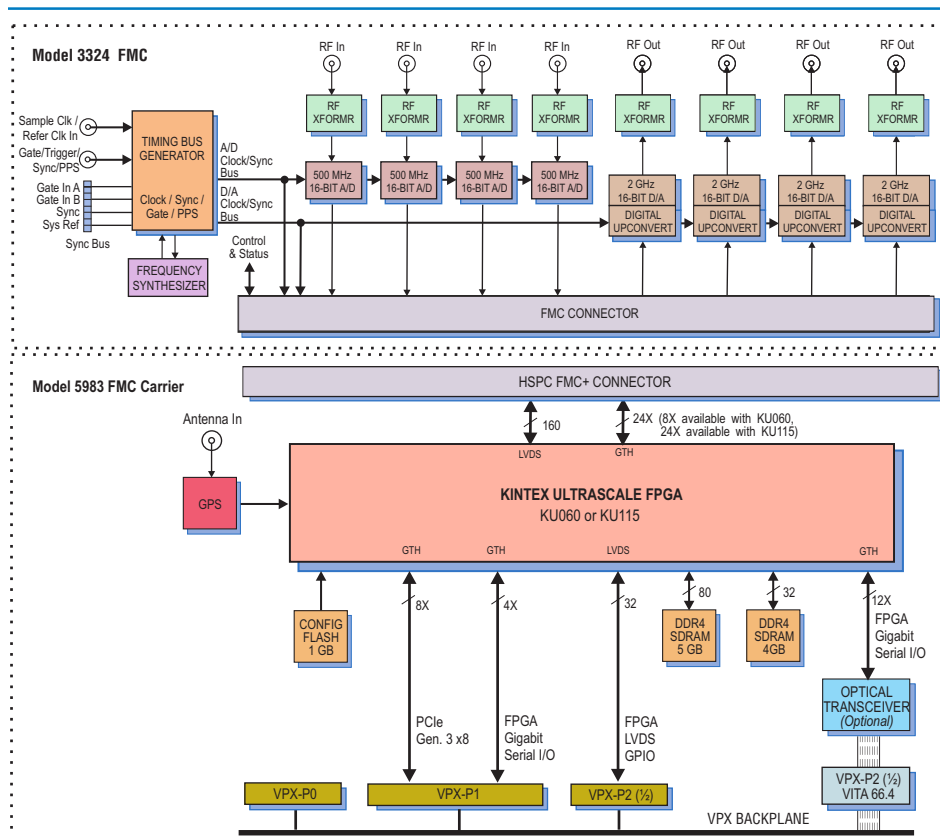 Model 3324 FMC
RF In
RF In
RF In
RF In
RF Out
RF Out
RF Out
RF Out
RF
XFORMR
RF
XFORMR
RF
XFORMR
RF
XFORMR
RF
XFORMR
RF
XFORMR
RF
XFORMR
RF
XFORMR
Sample Clk /
Refer Clk In
Gate/Trigger/
Sync/PPS
Gate In A
Gate In B
Sync
Sys Ref
Sync Bus
TIMING BUS
GENERATOR
Clock / Sync /
Gate / PPS
A/D
Clock/Sync
Bus
D/A
Clock/Sync
Bus
500 MHz
16-BIT A/D
500 MHz
16-BIT A/D
500 MHz
16-BIT A/D
500 MHz
16-BIT A/D
2 GHz
16-BIT D/A
DIGITAL
UPCONVERT
2 GHz
16-BIT D/A
DIGITAL
UPCONVERT
2 GHz
16-BIT D/A
DIGITAL
UPCONVERT
2 GHz
16-BIT D/A
DIGITAL
UPCONVERT
Control
& Status
FREQUENCY
SYNTHESIZER
FMC CONNECTOR
Model 5983 FMC Carrier
HSPC FMC+ CONNECTOR
Antenna In
160
24X (8X available with KU060,
24X available with KU115)
LVDS
GTH
GPS
KINTEX ULTRASCALE FPGA
KU060 or KU115
GTH
GTH
LVDS
GTH
8X
4X
32
80
32
12X
CONFIG
FLASH
1 GB
DDR4
SDRAM
5 GB
DDR4
SDRAM
4GB
FPGA
Gigabit
Serial I/O
OPTICAL
TRANSCEIVER
(Optional)
PCIe
Gen. 3 x8
FPGA
Gigabit
Serial I/O
FPGA
LVDS
GPIO
VPX-P0
VPX-P1
VPX-P2 (½)
VPX-P2 (½)
VITA 66.4
VPX BACKPLANE